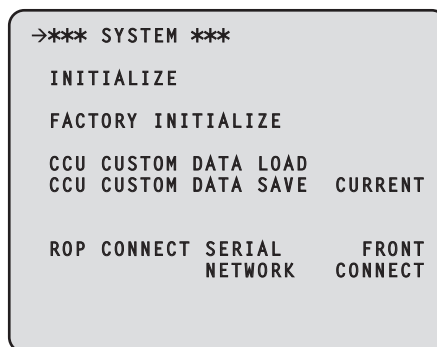 →*** SYSTEM ***
INITIALIZE
FACTORY INITIALIZE
CCU CUSTOM DATA LOAD
CCU CUSTOM DATA SAVE CURRENT
ROP CONNECT SERIAL FRONT
NETWORK CONNECT